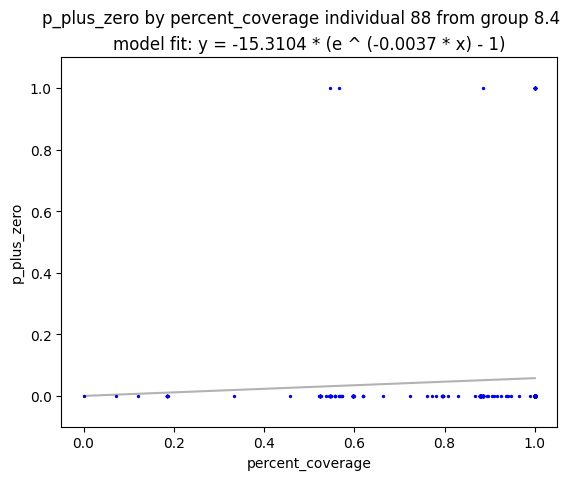 p_plus_zero by percent_coverage individual 88 from group 8.4
model fit: y = -15.3104 * (e ^ (-0.0037 * x) - 1)
1.0
0.8
0.6
0.4
0.2
0.0
p_plus_zero
0.0 0.2 0.4 0.6 0.8 1.0
percent_coverage